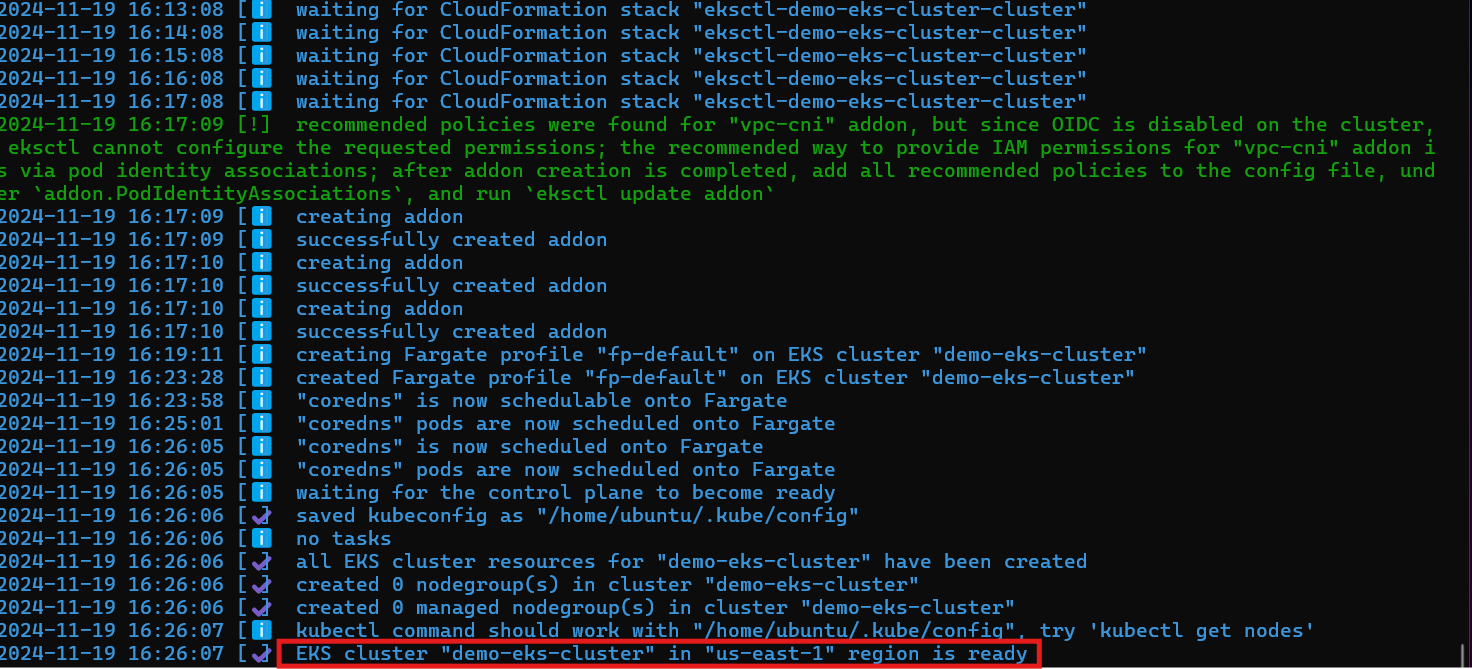 2024-11-19 16:13:08 [ℹ]  waiting for CloudFormation stack "eksctl-demo-eks-cluster-cluster"
2024-11-19 16:14:08 [ℹ]  waiting for CloudFormation stack "eksctl-demo-eks-cluster-cluster"
2024-11-19 16:15:08 [ℹ]  waiting for CloudFormation stack "eksctl-demo-eks-cluster-cluster"
2024-11-19 16:16:08 [ℹ]  waiting for CloudFormation stack "eksctl-demo-eks-cluster-cluster"
2024-11-19 16:17:08 [ℹ]  waiting for CloudFormation stack "eksctl-demo-eks-cluster-cluster"
2024-11-19 16:17:09 [!]  recommended policies were found for "vpc-cni" addon, but since OIDC is disabled on the cluster,
eksctl cannot configure the requested permissions; the recommended way to provide IAM permissions for "vpc-cni" addon i
s via pod identity associations; after addon creation is completed, add all recommended policies to the config file, und
er `addon.PodIdentityAssociations`, and run `eksctl update addon`
2024-11-19 16:17:09 [ℹ]  creating addon
2024-11-19 16:17:09 [ℹ]  successfully created addon
2024-11-19 16:17:10 [ℹ]  creating addon
2024-11-19 16:17:10 [ℹ]  successfully created addon
2024-11-19 16:17:10 [ℹ]  creating addon
2024-11-19 16:17:10 [ℹ]  successfully created addon
2024-11-19 16:19:11 [ℹ]  creating Fargate profile "fp-default" on EKS cluster "demo-eks-cluster"
2024-11-19 16:23:28 [ℹ]  created Fargate profile "fp-default" on EKS cluster "demo-eks-cluster"
2024-11-19 16:23:58 [ℹ]  "coredns" is now schedulable onto Fargate
2024-11-19 16:25:01 [ℹ]  "coredns" pods are now scheduled onto Fargate
2024-11-19 16:26:05 [ℹ]  "coredns" is now scheduled onto Fargate
2024-11-19 16:26:05 [ℹ]  "coredns" pods are now scheduled onto Fargate
2024-11-19 16:26:05 [ℹ]  waiting for the control plane to become ready
2024-11-19 16:26:06 [✔]  saved kubeconfig as "/home/ubuntu/.kube/config"
2024-11-19 16:26:06 [ℹ]  no tasks
2024-11-19 16:26:06 [✔]  all EKS cluster resources for "demo-eks-cluster" have been created
2024-11-19 16:26:06 [✔]  created 0 nodegroup(s) in cluster "demo-eks-cluster"
2024-11-19 16:26:06 [✔]  created 0 managed nodegroup(s) in cluster "demo-eks-cluster"
2024-11-19 16:26:07 [ℹ]  kubectl command should work with "/home/ubuntu/.kube/config", try 'kubectl get nodes'
2024-11-19 16:26:07 [✔]  EKS cluster "demo-eks-cluster" in "us-east-1" region is ready